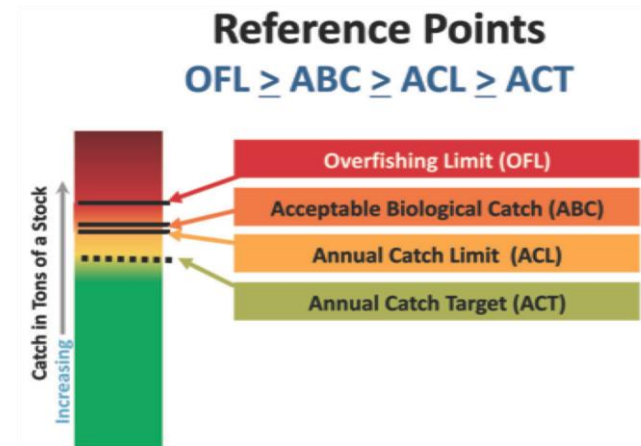 Reference Points
OFL ≥ ABC ≥ ACL ≥ ACT
Catch in Tons of a Stock
Increasing
Overfishing Limit (OFL)
Acceptable Biological Catch (ABC)
Annual Catch Limit (ACL)
Annual Catch Target (ACT)